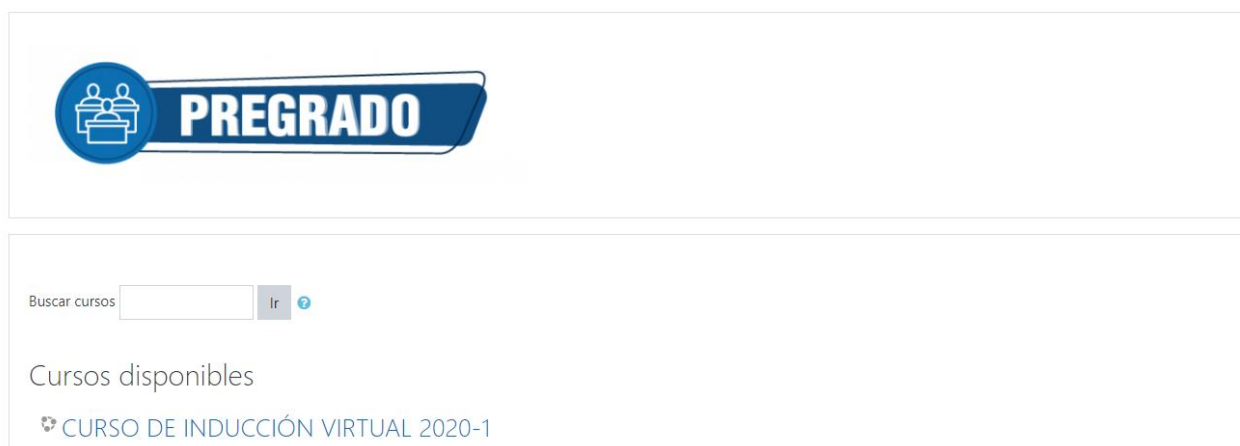 PREGRADO
Buscar cursos Ir ?
Cursos disponibles
CURSO DE INDUCCIÓN VIRTUAL 2020-1